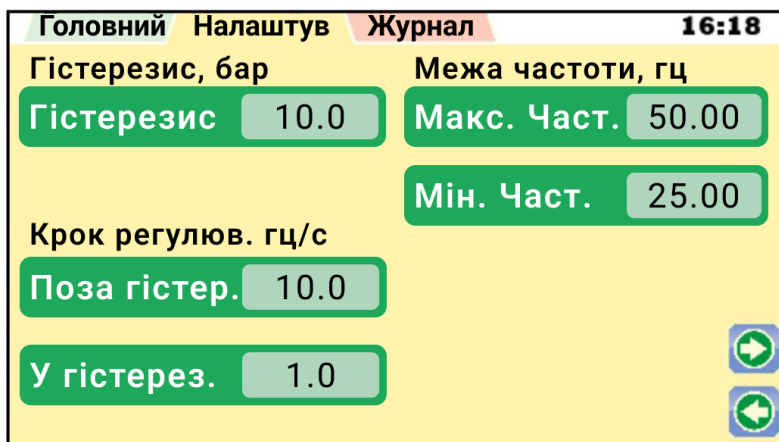 Головний Налаштув Журнал 16:18
Гістерезис, бар
Гістерезис 10.0
Крок регулюв. гц/с
Поза гістер. 10.0
У гістерез. 1.0
Межа частоти, гц
Макс. Част. 50.00
Мін. Част. 25.00